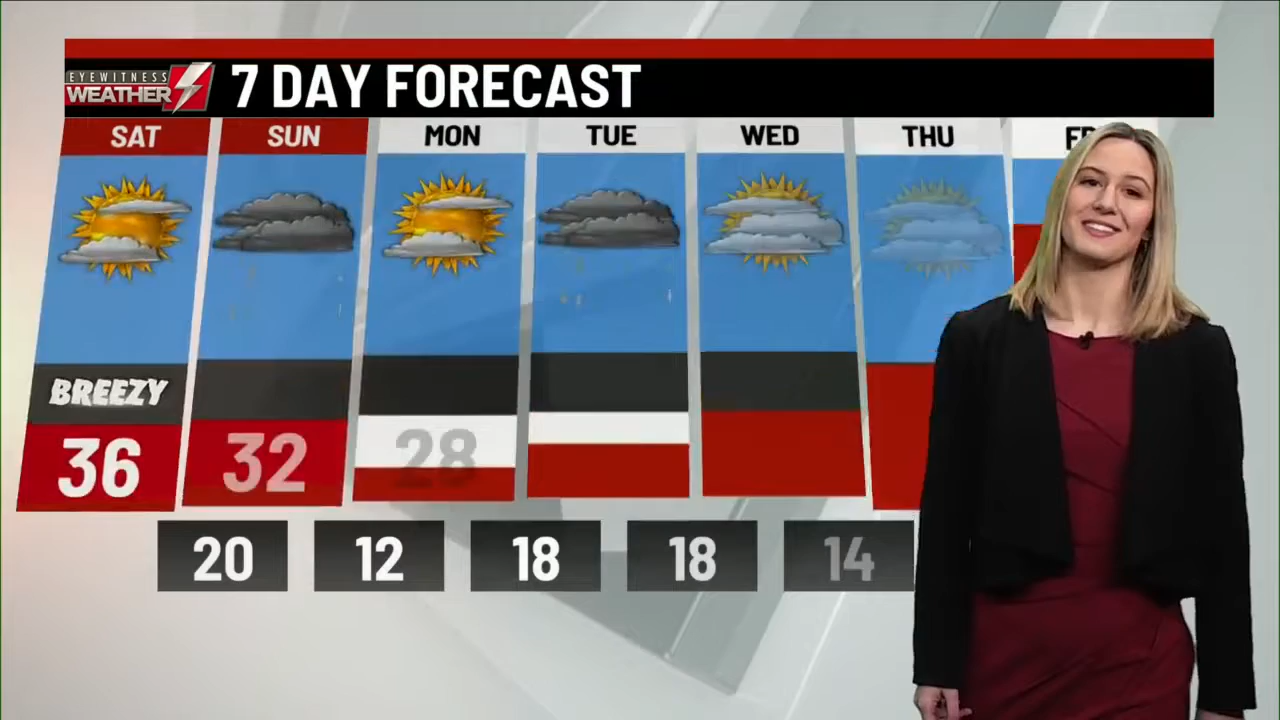 EYEWITNESS
WEATHER
7 DAY FORECAST
SAT SUN MON TUE WED THU
BREEZY
36 32 28
20 12 18 18 14